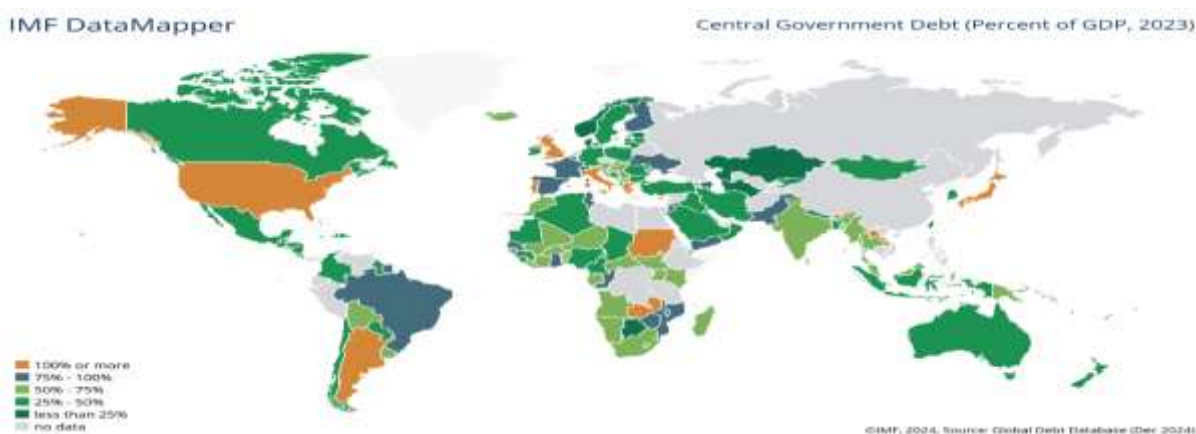 IMF DataMapper
Central Government Debt (Percent of GDP, 2023)
100% or more
75% - 100%
50% - 75%
25% - 50%
less than 25%
no data
©IMF, 2024, Source: Global Debt Database (Dec 2024)